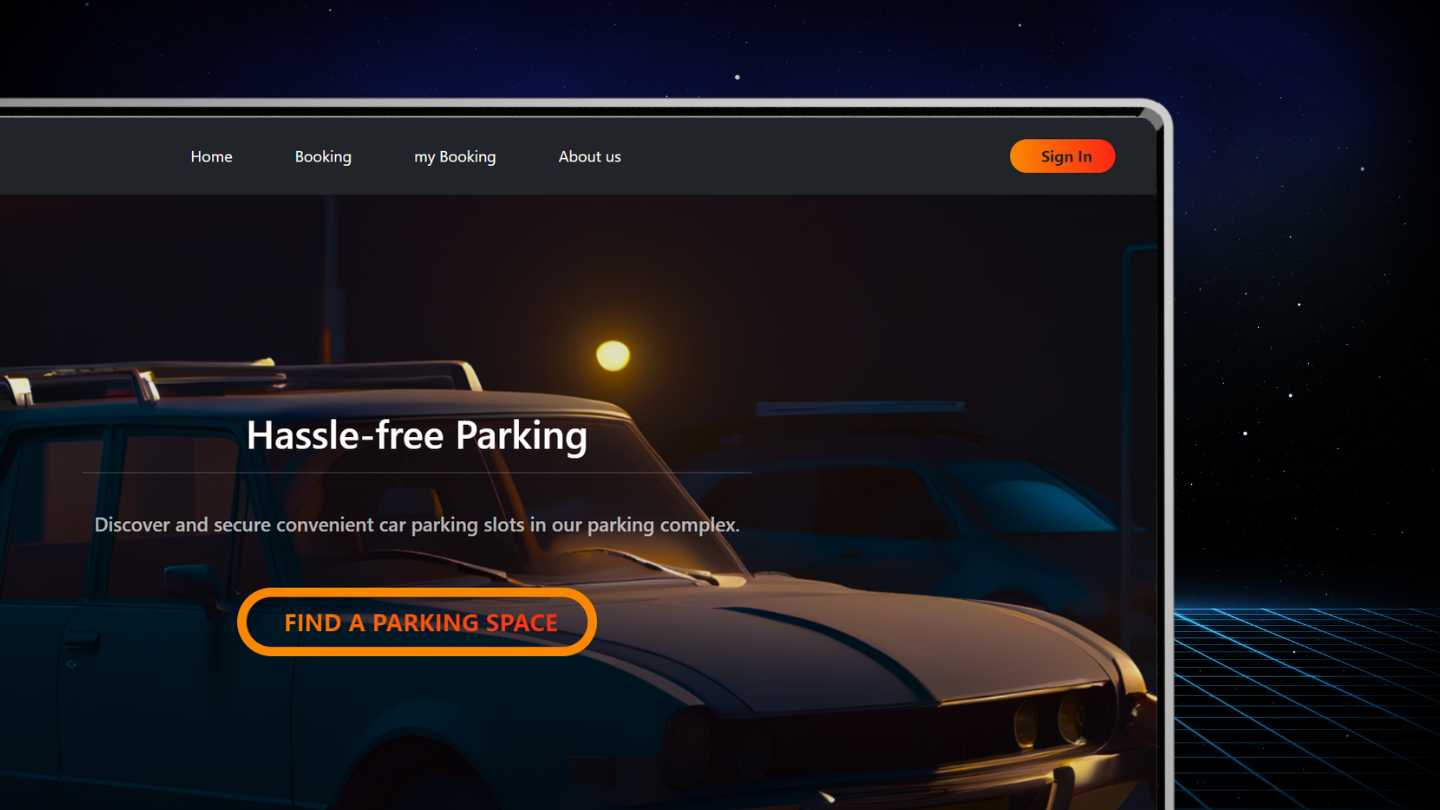 Home
Booking
my Booking
About us
Sign In
Hassle-free Parking
Discover and secure convenient car parking slots in our parking complex.
FIND A PARKING SPACE